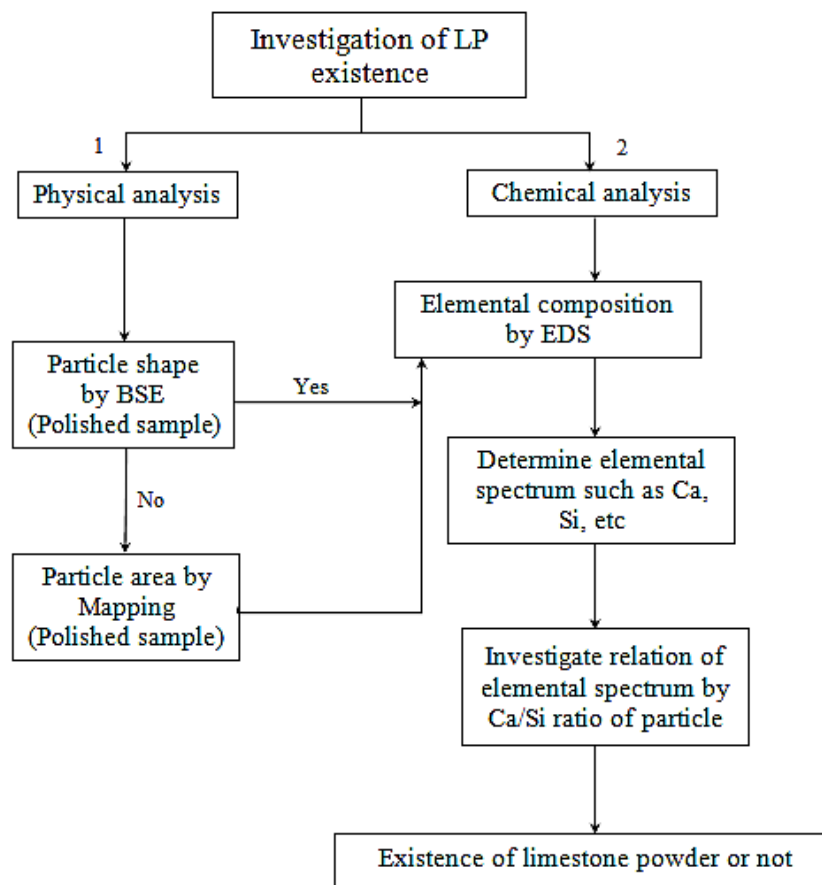 Investigation of LP
existence
1
2
Physical analysis
Chemical analysis
Elemental composition
by EDS
Particle shape
by BSE
(Polished sample)
Yes
No
Determine elemental
spectrum such as Ca,
Si, etc
Particle area by
Mapping
(Polished sample)
Investigate relation of
elemental spectrum by
Ca/Si ratio of particle
Existence of limestone powder or not